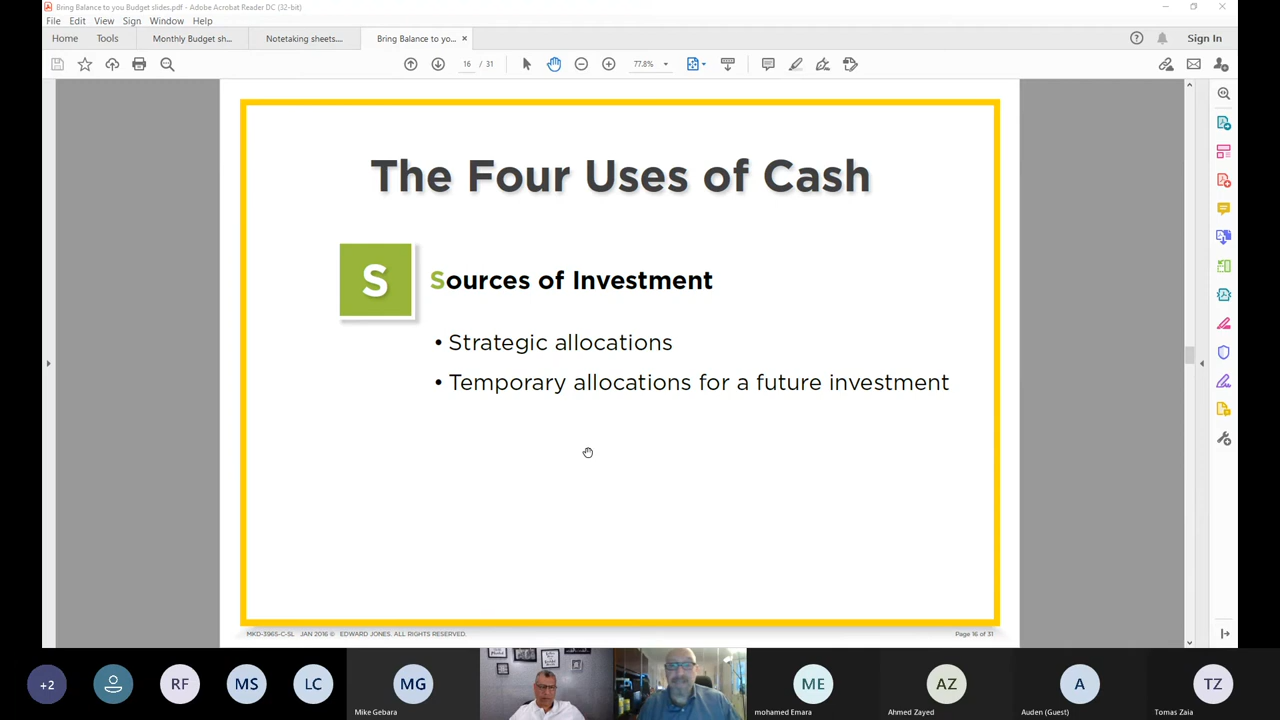 Bring Balance to you Budget slides.pdf - Adobe Acrobat Reader DC (32-bit)
File Edit View Sign Window Help
Home Tools Monthly Budget sh... Notetaking sheets.... Bring Balance to yo... × Sign In
16 / 31 77.8%
The Four Uses of Cash
S Sources of Investment
• Strategic allocations
• Temporary allocations for a future investment
MKD-3965-C-SL JAN 2016 © EDWARD JONES. ALL RIGHTS RESERVED. Page 16 of 31
+2 RF MS LC MG ME AZ A TZ
Mike Gebara mohamed Emara Ahmed Zayed Auden (Guest) Tomas Zaia